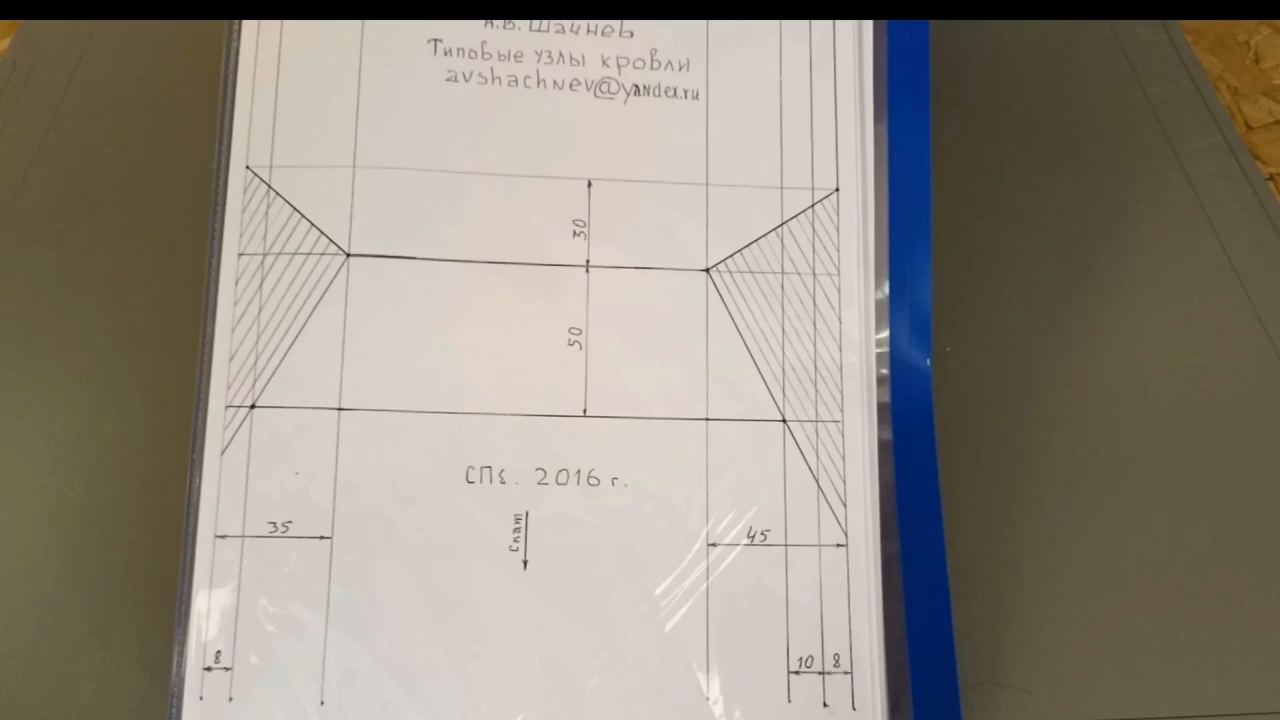 А.В. Шачнев
Типовые узлы кровли
avshachnev@yandex.ru
30
50
СПб. 2016 г.
35
скат
45
8
10
8